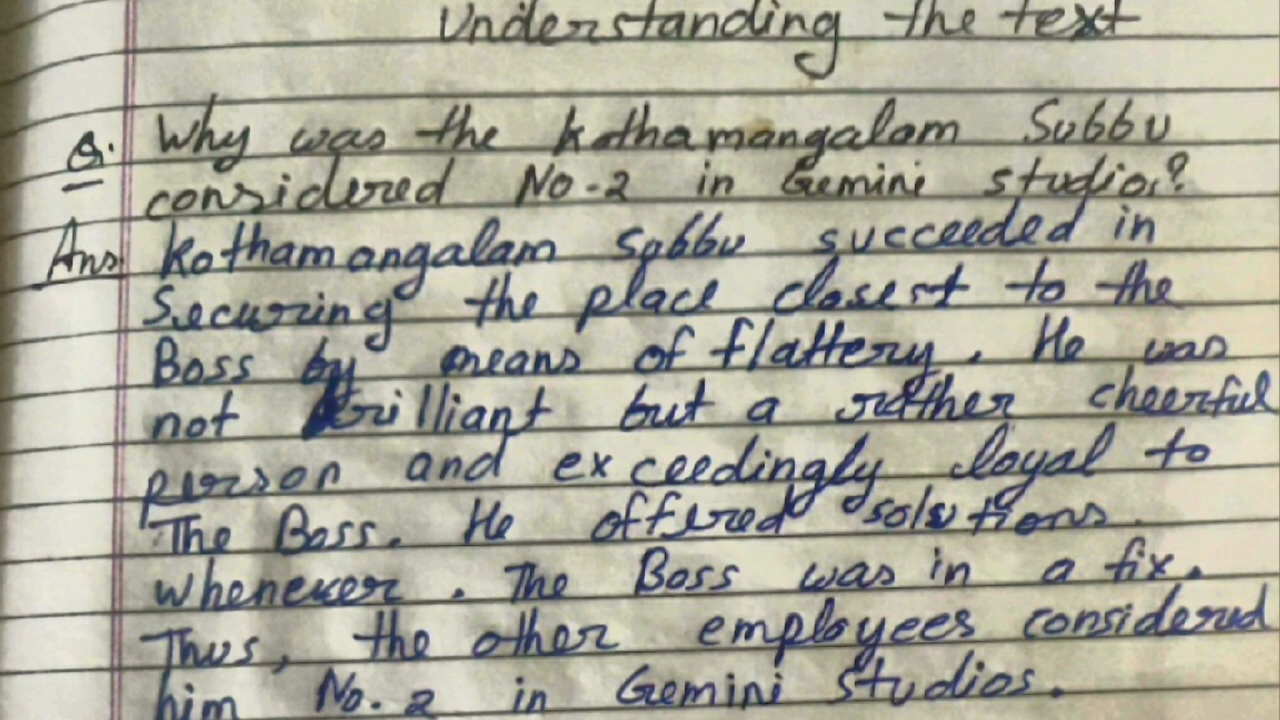 Understanding the text
Q. Why was the kothamangalam Subbu
considered No-2 in Gemini studios?
Ans kothamangalam Subbu succeeded in
Securing the place closest to the
Boss by means of flattery. He was
not brilliant but a rather cheerful
person and exceedingly loyal to
The Boss. He offered solutions.
whenever. The Boss was in a fix.
Thus, the other employees considered
him No. 2 in Gemini Studios.